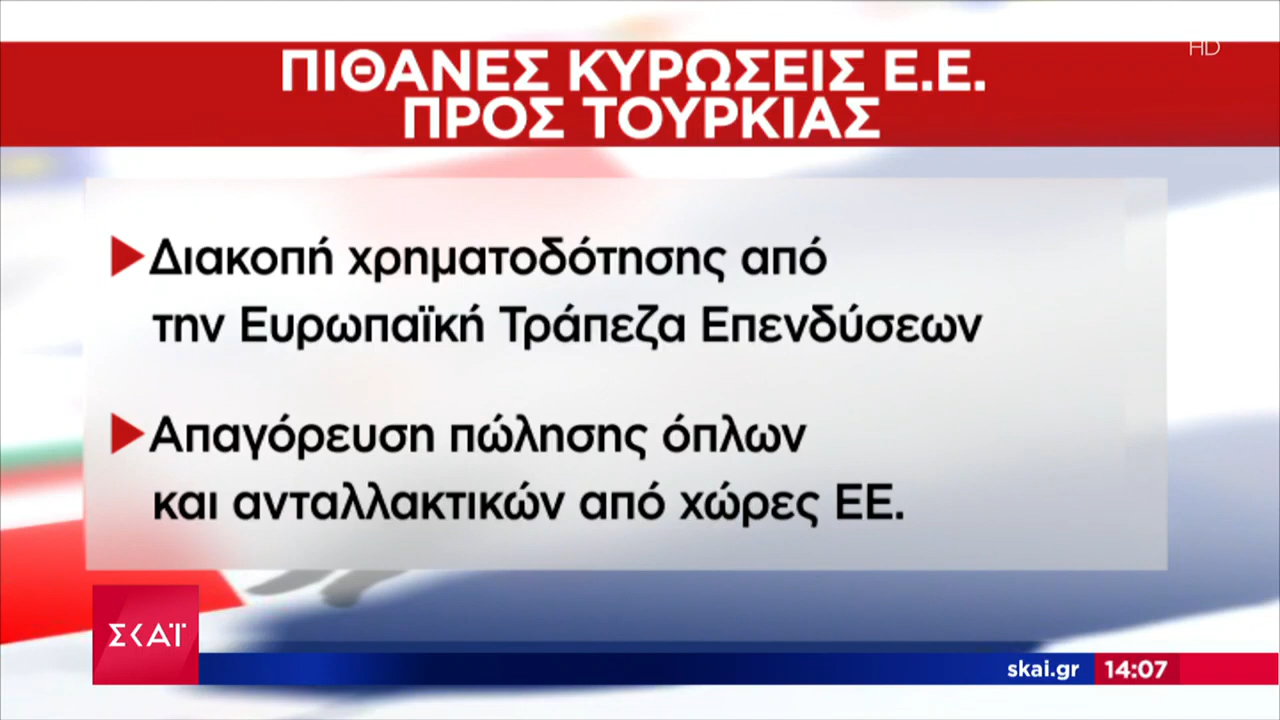 HD
ΠΙΘΑΝΕΣ ΚΥΡΩΣΕΙΣ Ε.Ε.
ΠΡΟΣ ΤΟΥΡΚΙΑΣ
Διακοπή χρηματοδότησης από
την Ευρωπαϊκή Τράπεζα Επενδύσεων
Απαγόρευση πώλησης όπλων
και ανταλλακτικών από χώρες ΕΕ.
ΣΚΑΪ
skai.gr 14:07